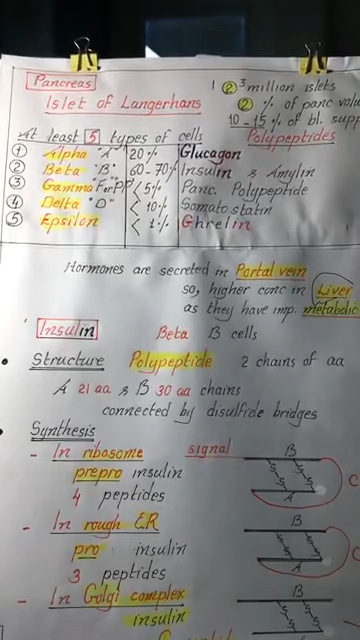 Pancreas
Islet of Langerhans
1 - 3 million islets
2 % of panc volu
10 - 15 % of bl. supp
At least 5 types of cells
Polypeptides
1 Alpha "A" 20 % Glucagon
2 Beta "B" 60 - 70 % Insulin & Amylin
3 Gamma "F or PP" < 5 % Panc. Polypeptide
4 Delta "D" < 10 % Somatostatin
5 Epsilon < 1 % Ghrelin
Hormones are secreted in Portal vein
so, higher conc in Liver
as they have imp. metabolic
Insulin Beta B cells
• Structure Polypeptide 2 chains of aa
A 21 aa & B 30 aa chains
connected by disulfide bridges
• Synthesis
- In ribosome signal B
prepro insulin
4 peptides A C
- In rough ER B
pro insulin
3 peptides A
- In Golgi complex B
insulin